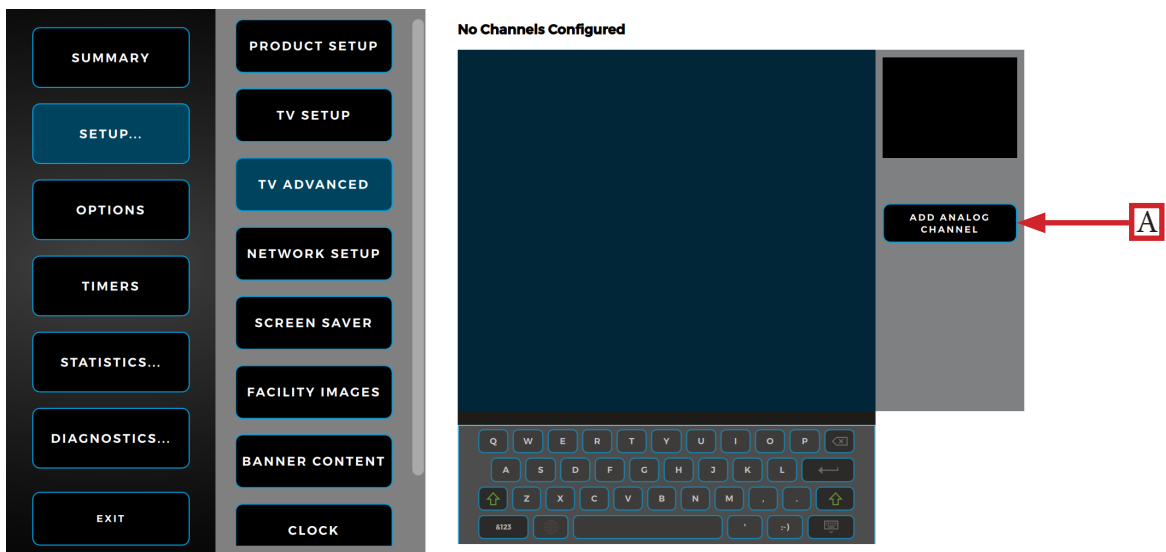 SUMMARY
SETUP...
OPTIONS
TIMERS
STATISTICS...
DIAGNOSTICS...
EXIT
PRODUCT SETUP
TV SETUP
TV ADVANCED
NETWORK SETUP
SCREEN SAVER
FACILITY IMAGES
BANNER CONTENT
CLOCK
No Channels Configured
ADD ANALOG
CHANNEL
A
Q W E R T Y U I O P
A S D F G H J K L
Z X C V B N M , .
&123 ' :-)